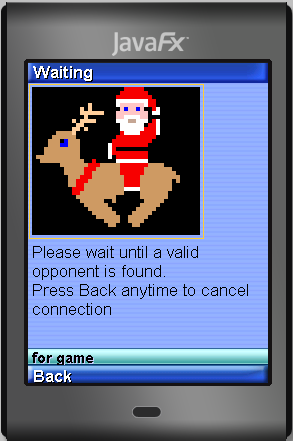 JavaFX
Waiting
Please wait until a valid
opponent is found.
Press Back anytime to cancel
connection
for game
Back